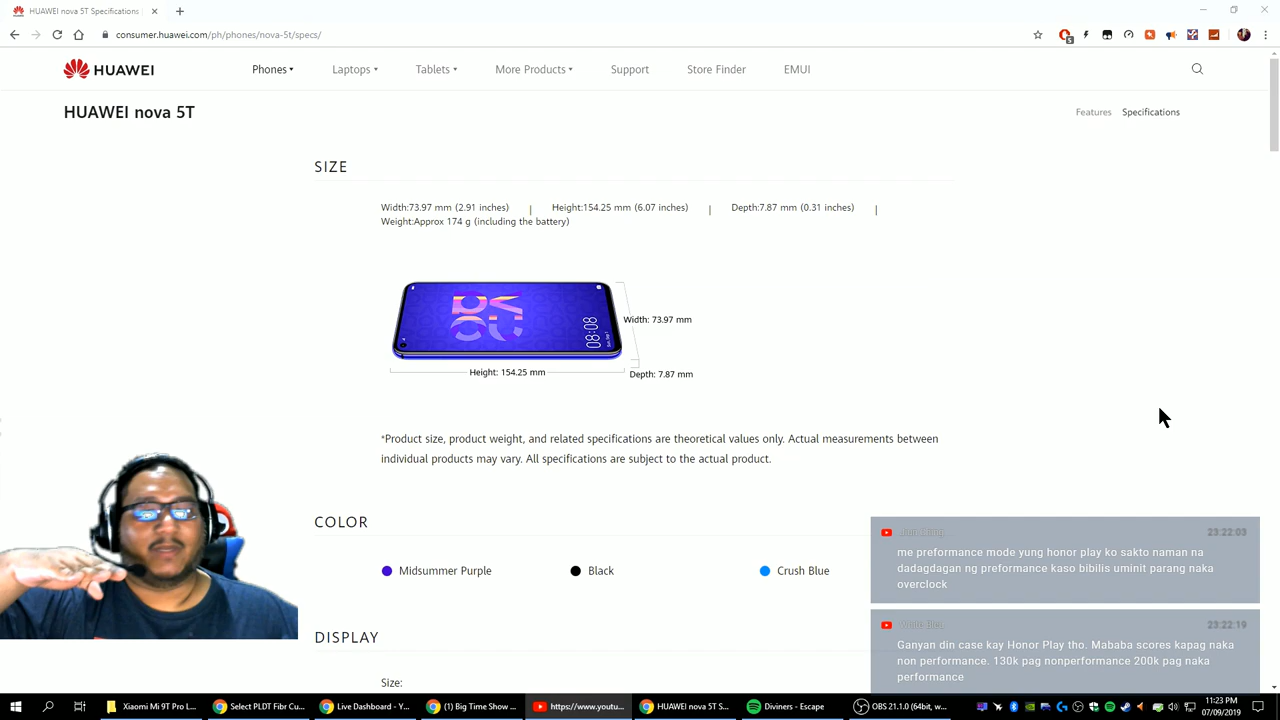 HUAWEI nova 5T Specifications
consumer.huawei.com/ph/phones/nova-5t/specs/
5
HUAWEI
Phones Laptops Tablets More Products Support Store Finder EMUI
HUAWEI nova 5T
Features Specifications
SIZE
Width:73.97 mm (2.91 inches) | Height:154.25 mm (6.07 inches) | Depth:7.87 mm (0.31 inches) |
Weight:Approx 174 g (including the battery)
08:08
Width: 73.97 mm
Height: 154.25 mm
Depth: 7.87 mm
*Product size, product weight, and related specifications are theoretical values only. Actual measurements between
individual products may vary. All specifications are subject to the actual product.
COLOR
Midsummer Purple Black Crush Blue
DISPLAY
Size:
23:22:03
me preformance mode yung honor play ko sakto naman na
dadagdagan ng preformance kaso bibilis uminit parang naka
overclock
23:22:19
Ganyan din case kay Honor Play tho. Mababa scores kapag naka
non performance. 130k pag nonperformance 200k pag naka
performance
Xiaomi Mi 9T Pro L... Select PLDT Fibr Cu... Live Dashboard - Y... (1) Big Time Show ... https://www.youtu... HUAWEI nova 5T S... Diviners - Escape OBS 21.1.0 (64bit, w...
11:23 PM
07/09/2019